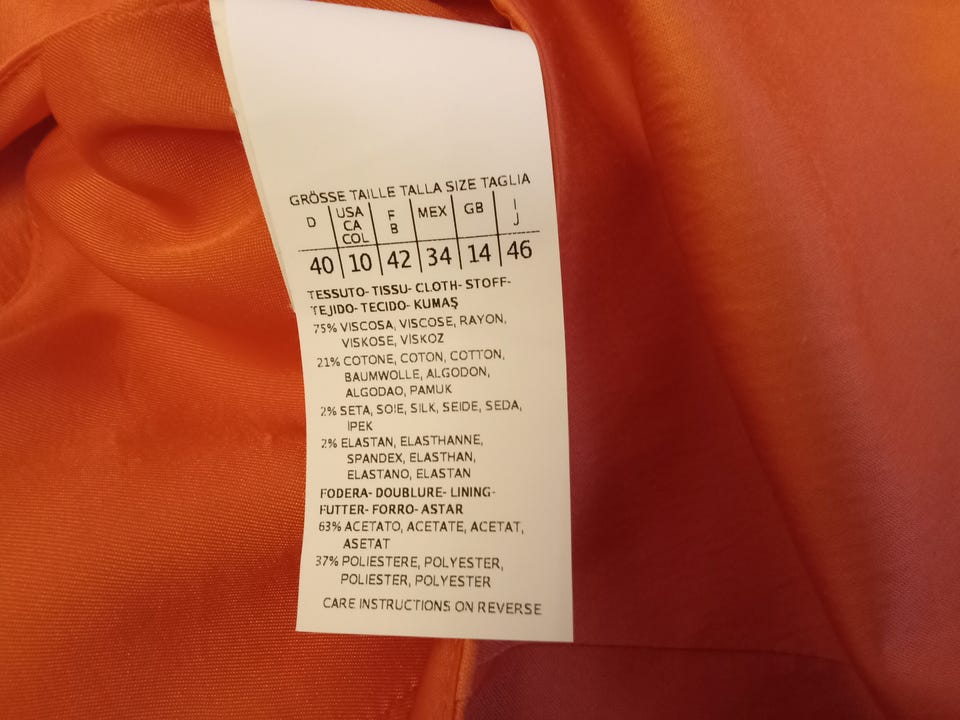 GRÖSSE TAILLE TALLA SIZE TAGLIA
D | USA CA COL | F B | MEX | GB | I J
40 | 10 | 42 | 34 | 14 | 46
TESSUTO- TISSU- CLOTH- STOFF-
TEJIDO- TECIDO- KUMAŞ
75% VISCOSA, VISCOSE, RAYON,
VISKOSE, VİSKOZ
21% COTONE, COTON, COTTON,
BAUMWOLLE, ALGODON,
ALGODAO, PAMUK
2% SETA, SOIE, SILK, SEIDE, SEDA,
IPEK
2% ELASTAN, ELASTHANNE,
SPANDEX, ELASTHAN,
ELASTANO, ELASTAN
FODERA- DOUBLURE- LINING-
FUTTER- FORRO- ASTAR
63% ACETATO, ACETATE, ACETAT,
ASETAT
37% POLIESTERE, POLYESTER,
POLIESTER, POLYESTER
CARE INSTRUCTIONS ON REVERSE